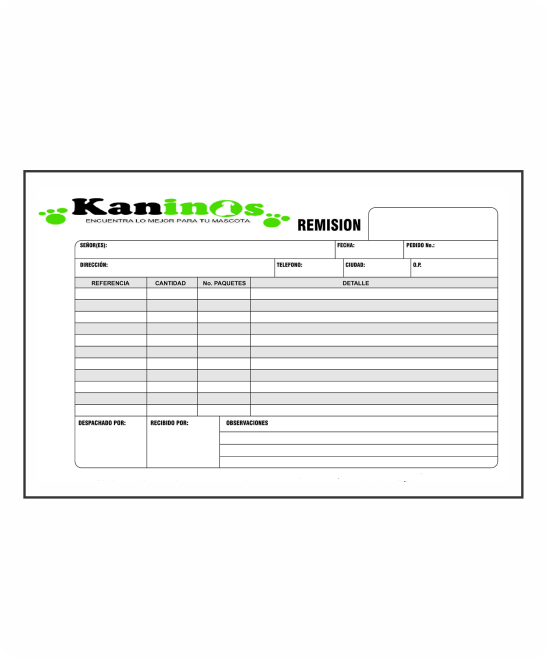 Kaninos
ENCUENTRA LO MEJOR PARA TU MASCOTA
REMISION
SEÑOR(ES): FECHA: PEDIDO No.:
DIRECCIÓN: TELEFONO: CIUDAD: O.P.
REFERENCIA CANTIDAD No. PAQUETES DETALLE
DESPACHADO POR: RECIBIDO POR: OBSERVACIONES